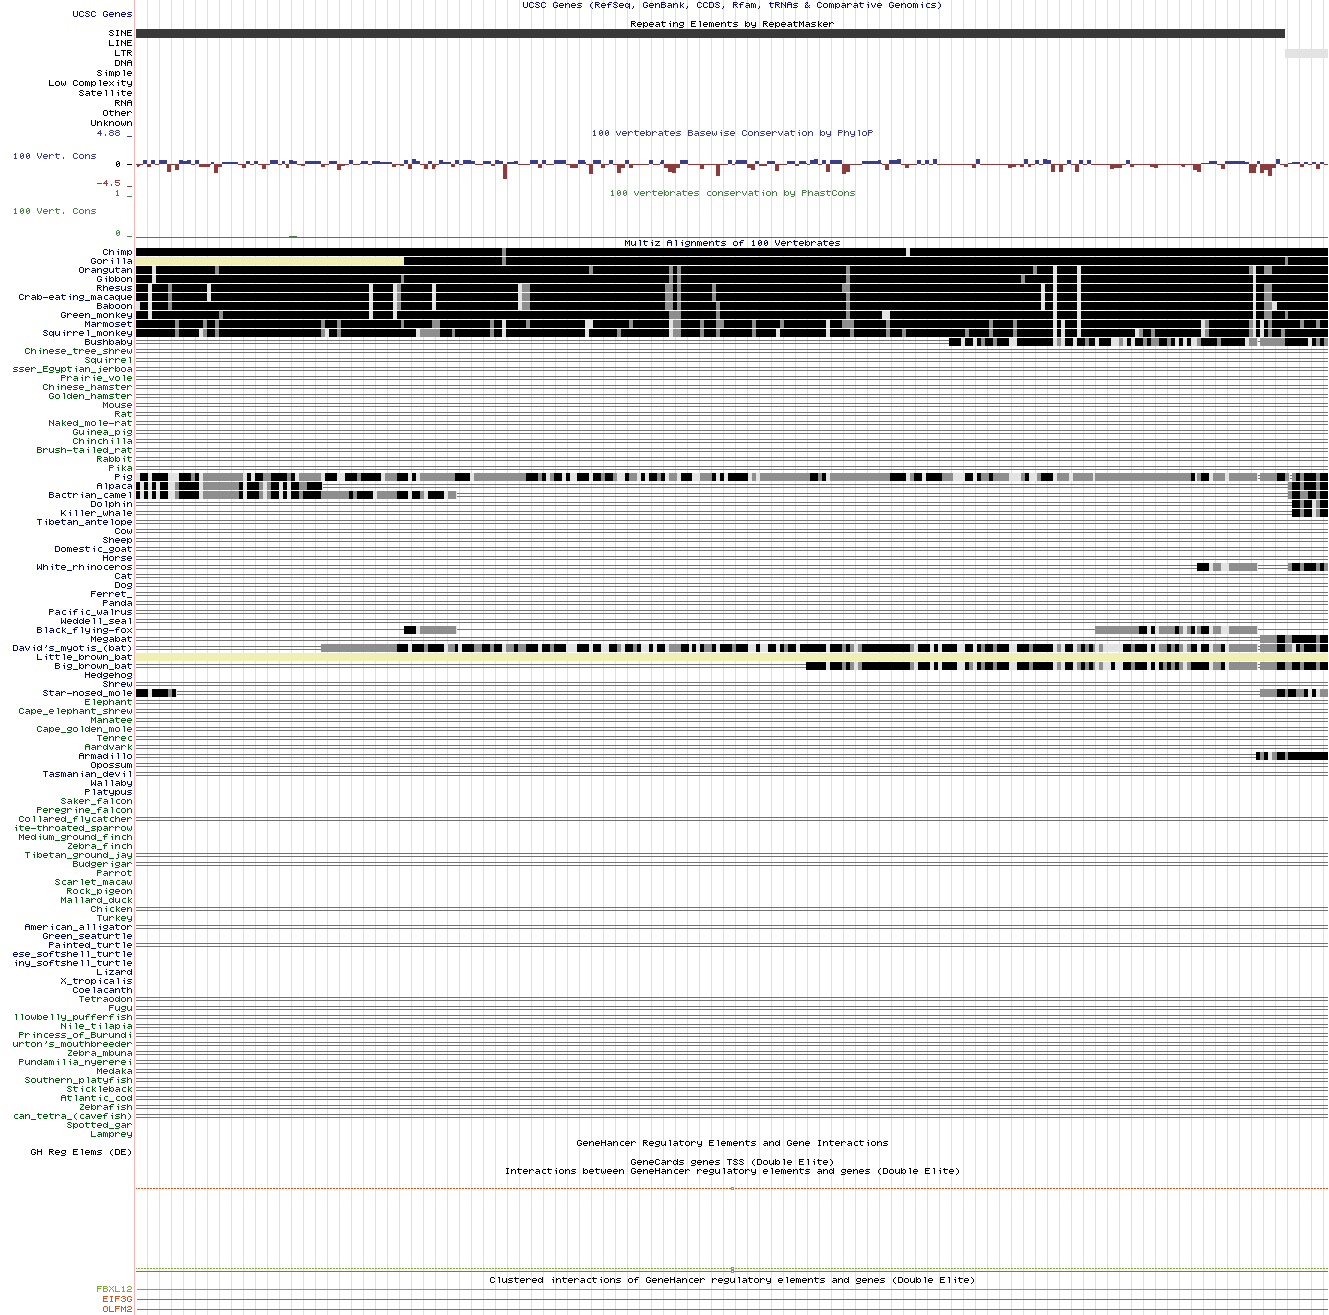 UCSC Genes (RefSeq, GenBank, CCDS, Rfam, tRNAs & Comparative Genomics)
UCSC Genes
Repeating Elements by RepeatMasker
SINE
LINE
LTR
DNA
Simple
Low Complexity
Satellite
RNA
Other
Unknown
4.88 _
100 vertebrates Basewise Conservation by PhyloP
100 Vert. Cons
0 -
-4.5 _
1 _
100 vertebrates conservation by PhastCons
100 Vert. Cons
0 _
Multiz Alignments of 100 Vertebrates
Chimp
Gorilla
Orangutan
Gibbon
Rhesus
Crab-eating_macaque
Baboon
Green_monkey
Marmoset
Squirrel_monkey
Bushbaby
Chinese_tree_shrew
Squirrel
sser_Egyptian_jerboa
Prairie_vole
Chinese_hamster
Golden_hamster
Mouse
Rat
Naked_mole-rat
Guinea_pig
Chinchilla
Brush-tailed_rat
Rabbit
Pika
Pig
Alpaca
Bactrian_camel
Dolphin
Killer_whale
Tibetan_antelope
Cow
Sheep
Domestic_goat
Horse
White_rhinoceros
Cat
Dog
Ferret_
Panda
Pacific_walrus
Weddell_seal
Black_flying-fox
Megabat
David's_myotis_(bat)
Little_brown_bat
Big_brown_bat
Hedgehog
Shrew
Star-nosed_mole
Elephant
Cape_elephant_shrew
Manatee
Cape_golden_mole
Tenrec
Aardvark
Armadillo
Opossum
Tasmanian_devil
Wallaby
Platypus
Saker_falcon
Peregrine_falcon
Collared_flycatcher
ite-throated_sparrow
Medium_ground_finch
Zebra_finch
Tibetan_ground_jay
Budgerigar
Parrot
Scarlet_macaw
Rock_pigeon
Mallard_duck
Chicken
Turkey
American_alligator
Green_seaturtle
Painted_turtle
ese_softshell_turtle
iny_softshell_turtle
Lizard
X_tropicalis
Coelacanth
Tetraodon
Fugu
llowbelly_pufferfish
Nile_tilapia
Princess_of_Burundi
urton's_mouthbreeder
Zebra_mbuna
Pundamilia_nyererei
Medaka
Southern_platyfish
Stickleback
Atlantic_cod
Zebrafish
can_tetra_(cavefish)
Spotted_gar
Lamprey
GeneHancer Regulatory Elements and Gene Interactions
GH Reg Elems (DE)
GeneCards genes TSS (Double Elite)
Interactions between GeneHancer regulatory elements and genes (Double Elite)
Clustered interactions of GeneHancer regulatory elements and genes (Double Elite)
FBXL12
EIF3G
OLFM2